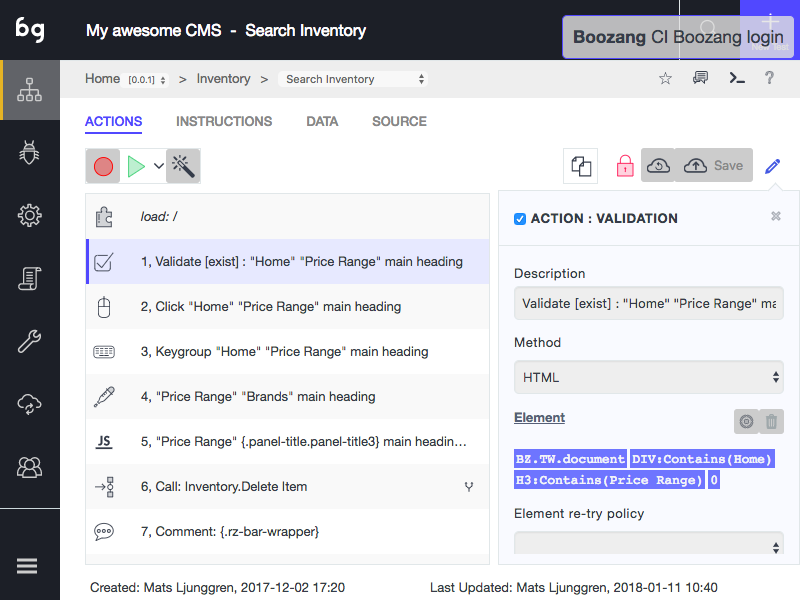 bg
My awesome CMS - Search Inventory
Boozang CI Boozang login
Home [0.0.1] > Inventory > Search Inventory
?
ACTIONS INSTRUCTIONS DATA SOURCE
Save
load: /
1, Validate [exist] : "Home" "Price Range" main heading
2, Click "Home" "Price Range" main heading
3, Keygroup "Home" "Price Range" main heading
4, "Price Range" "Brands" main heading
JS 5, "Price Range" {.panel-title.panel-title3} main headin...
6, Call: Inventory.Delete Item
7, Comment: {.rz-bar-wrapper}
ACTION : VALIDATION
Description
Validate [exist] : "Home" "Price Range" ma
Method
HTML
Element
BZ.TW.document DIV:Contains(Home)
H3:Contains(Price Range) 0
Element re-try policy
Created: Mats Ljunggren, 2017-12-02 17:20
Last Updated: Mats Ljunggren, 2018-01-11 10:40